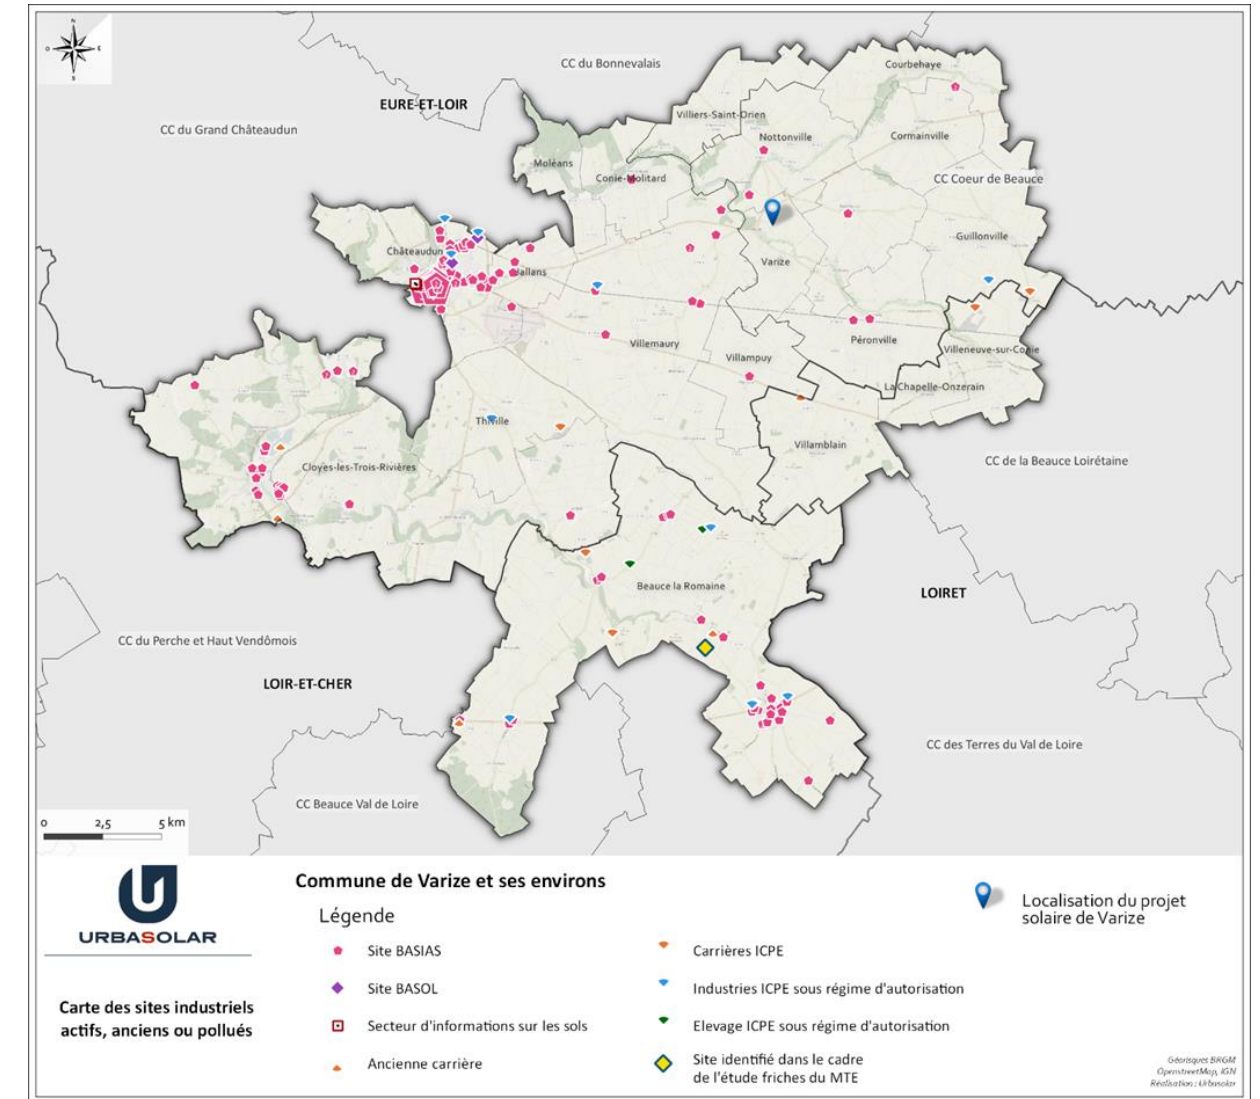 N
O
E
S
CC du Bonnevalais
Courbehaye
EURE-ET-LOIR
Villiers-Saint-Orien
CC du Grand Châteaudun
Nottonville
Cormainville
Moléans
Conie-Molitard
CC Coeur de Beauce
Guillonville
Châteaudun
Varize
Jallans
Villemaury
Péronville
Villeneuve-sur-Conie
Villampuy
La Chapelle-Onzerain
Thiville
Villamblain
CC de la Beauce Loirétaine
Cloyes-les-Trois-Rivières
Beauce la Romaine
LOIRET
CC du Perche et Haut Vendômois
LOIR-ET-CHER
CC des Terres du Val de Loire
CC Beauce Val de Loire
0 2,5 5 km
URBASOLAR
Carte des sites industriels
actifs, anciens ou pollués
Commune de Varize et ses environs
Légende
Site BASIAS
Site BASOL
Secteur d'informations sur les sols
Ancienne carrière
Carrières ICPE
Industries ICPE sous régime d'autorisation
Elevage ICPE sous régime d'autorisation
Site identifié dans le cadre
de l'étude friches du MTE
Localisation du projet
solaire de Varize
Géorisques BRGM
OpenstreetMap, IGN
Réalisation : Urbasolar